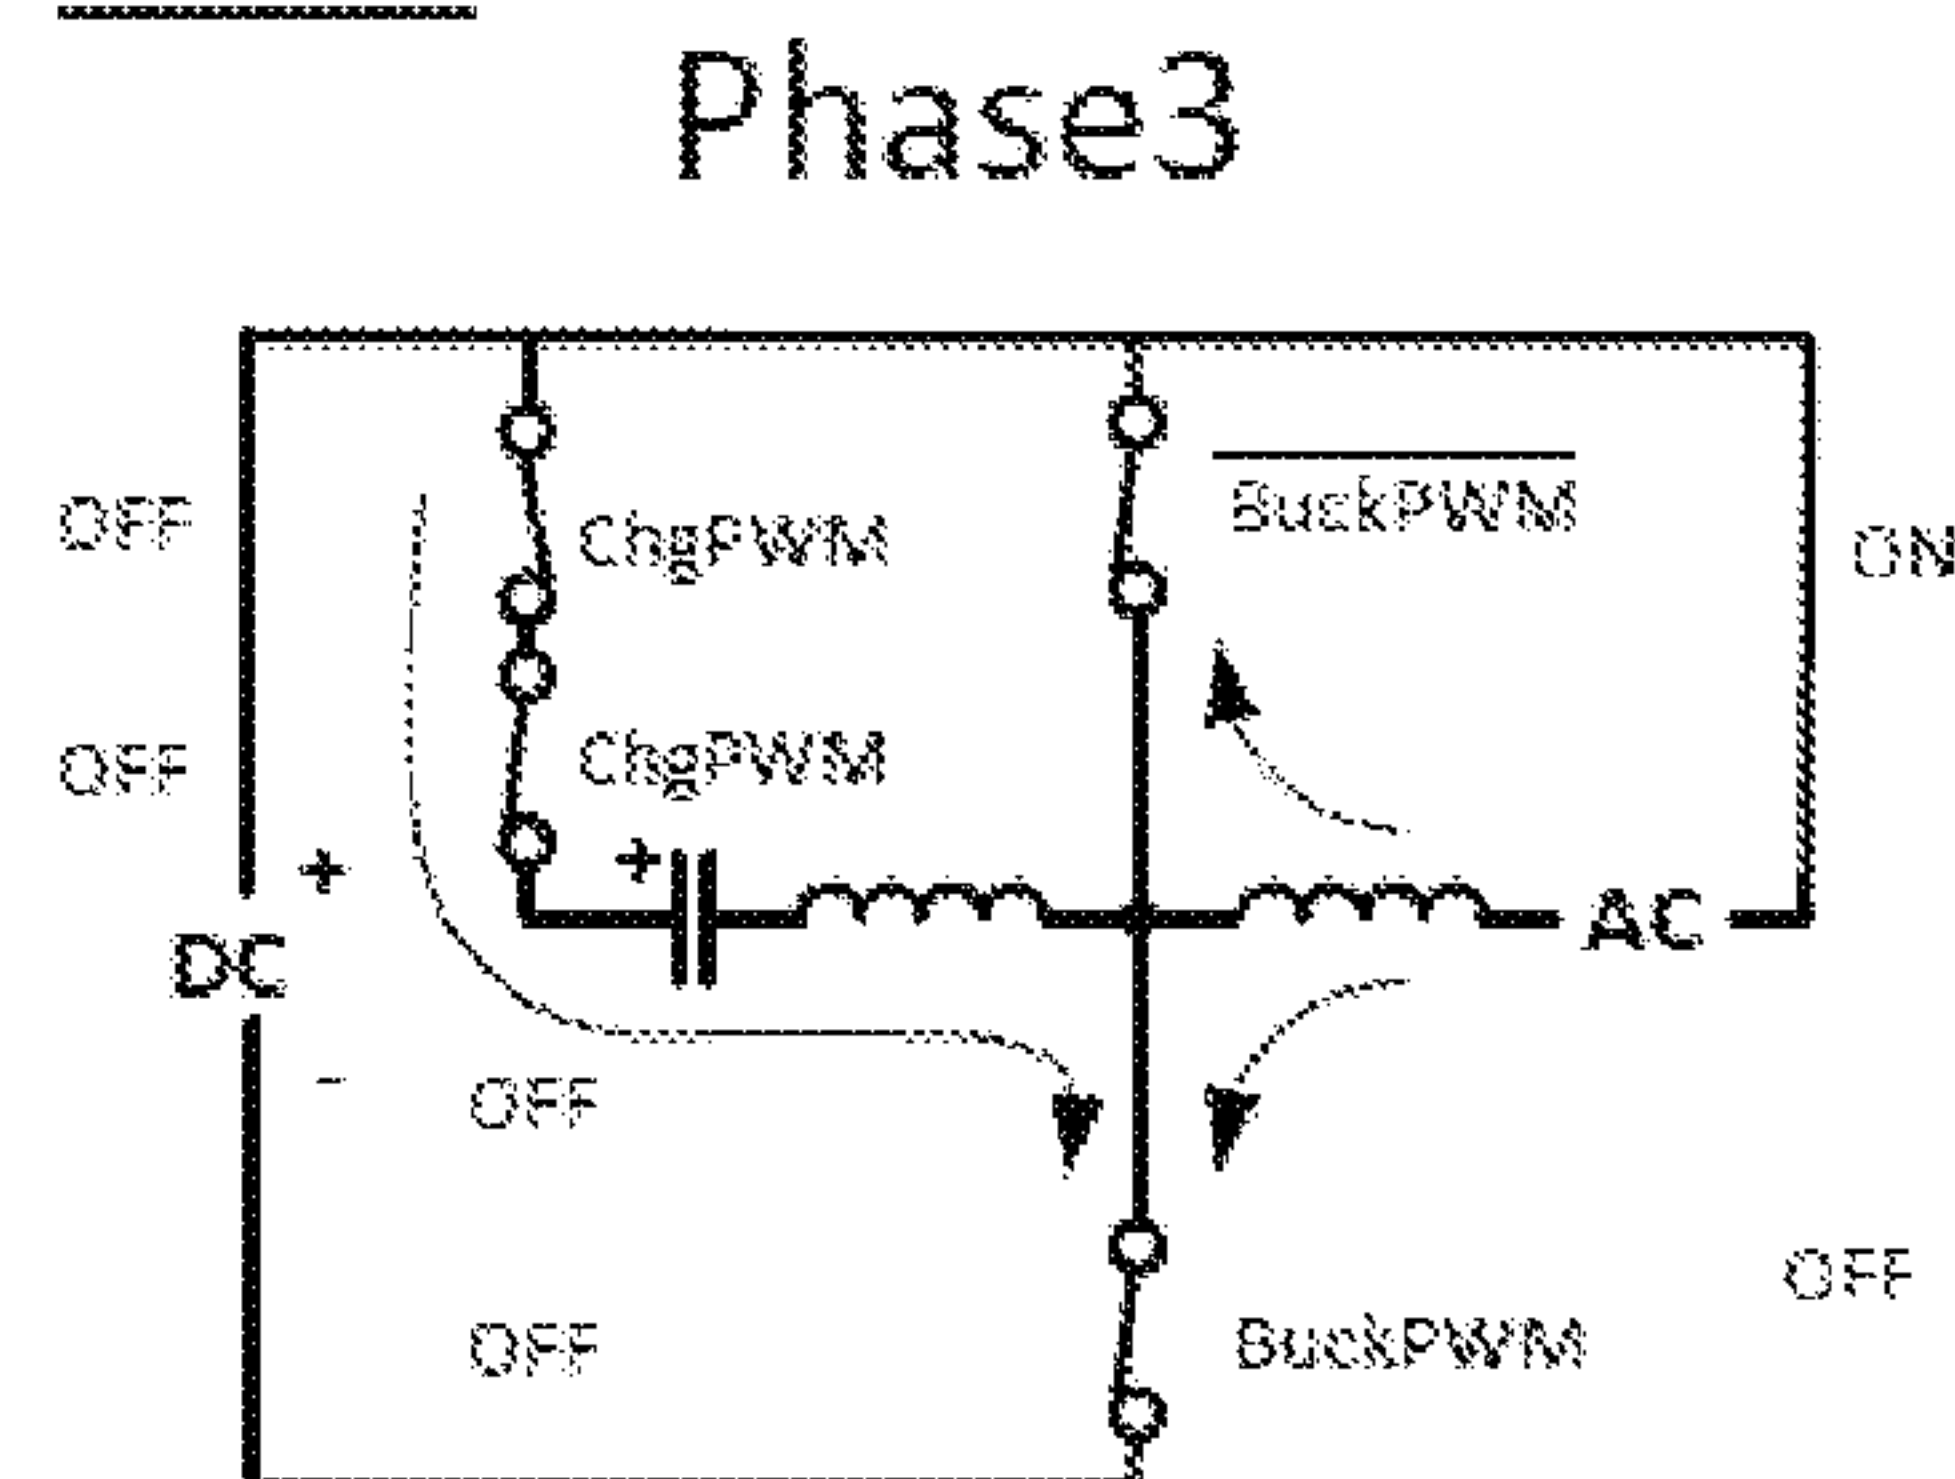 Phase3
BuckPWM
OFF
ChgPWM
ON
OFF
ChgPWM
+
+
AC
DC
-
OFF
OFF
OFF
BuckPWM